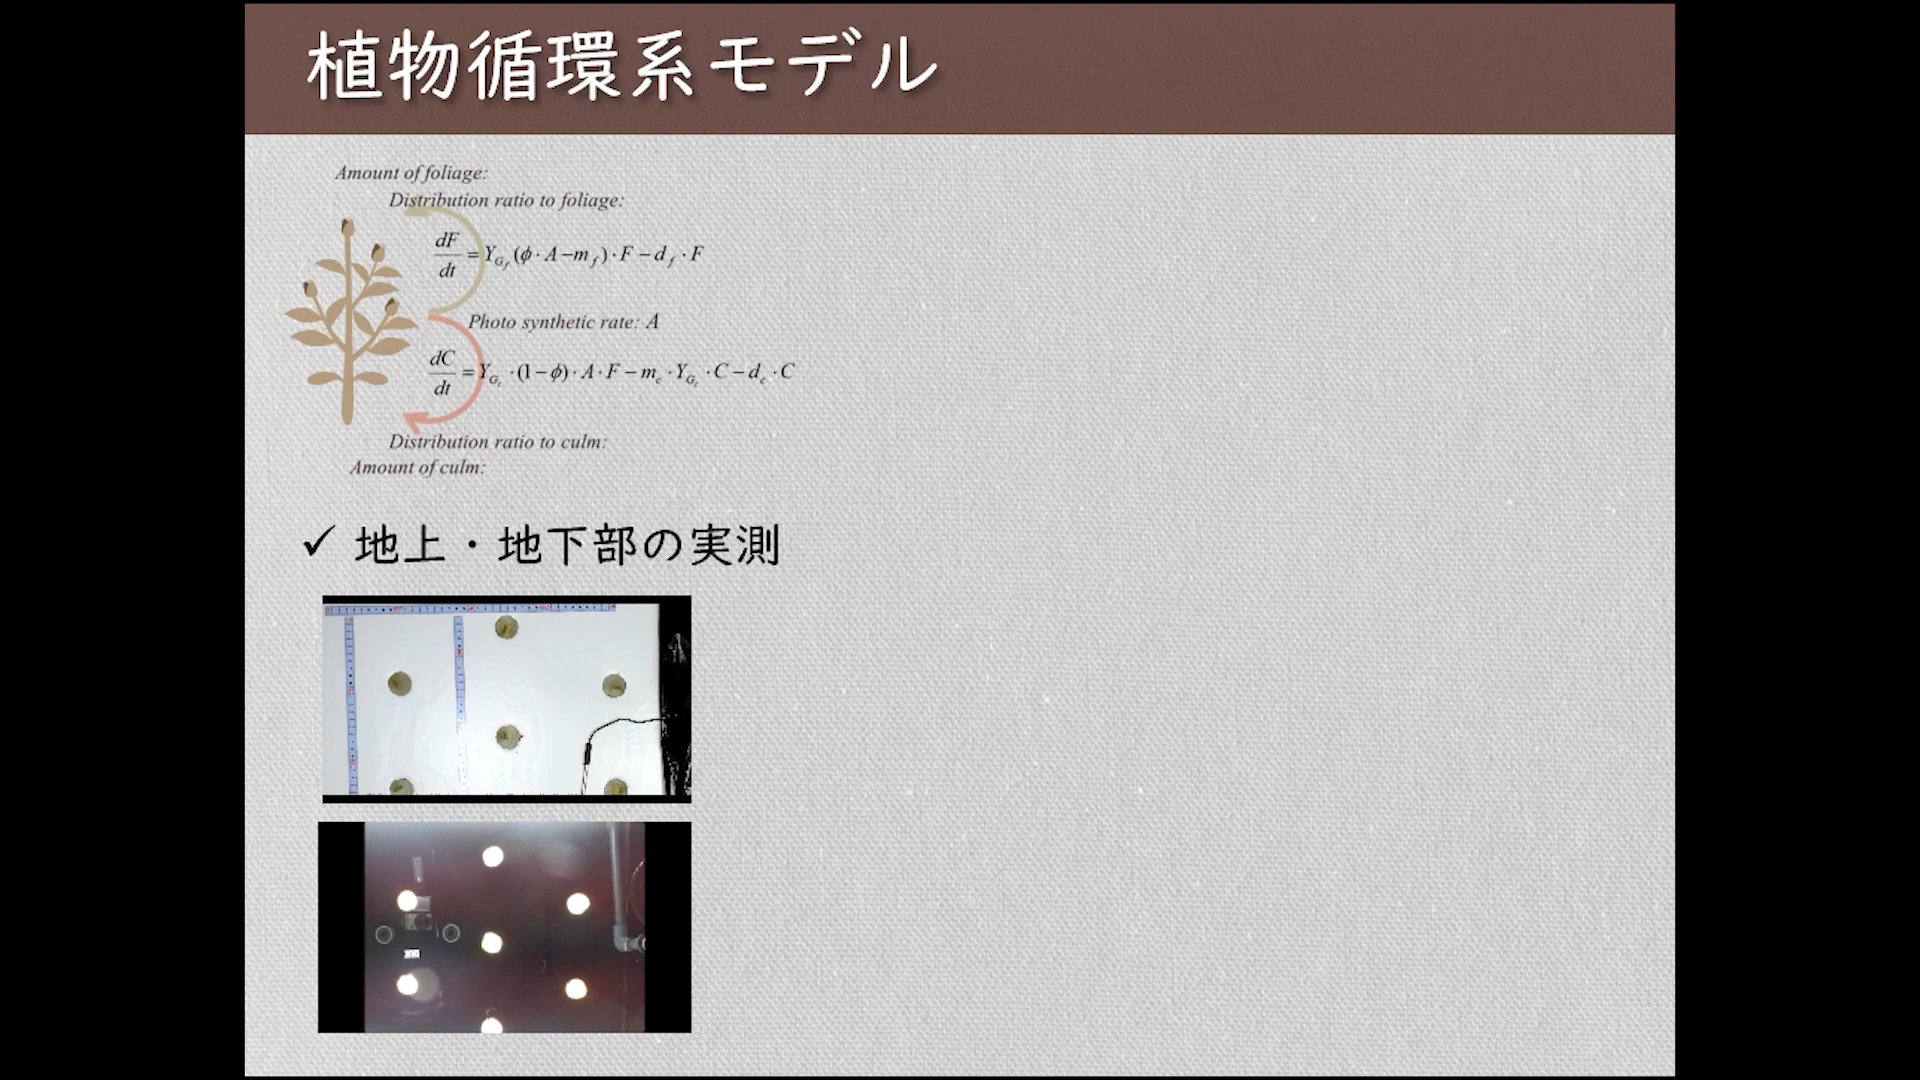 植物循環系モデル
Amount of foliage:
Distribution ratio to foliage:
dF/dt = Y_{G_f}(ϕ·A−m_f)·F−d_f·F
Photo synthetic rate: A
dC/dt = Y_{G_c}·(1−ϕ)·A·F−m_c·Y_{G_c}·C−d_c·C
Distribution ratio to culm:
Amount of culm:
✓ 地上・地下部の実測